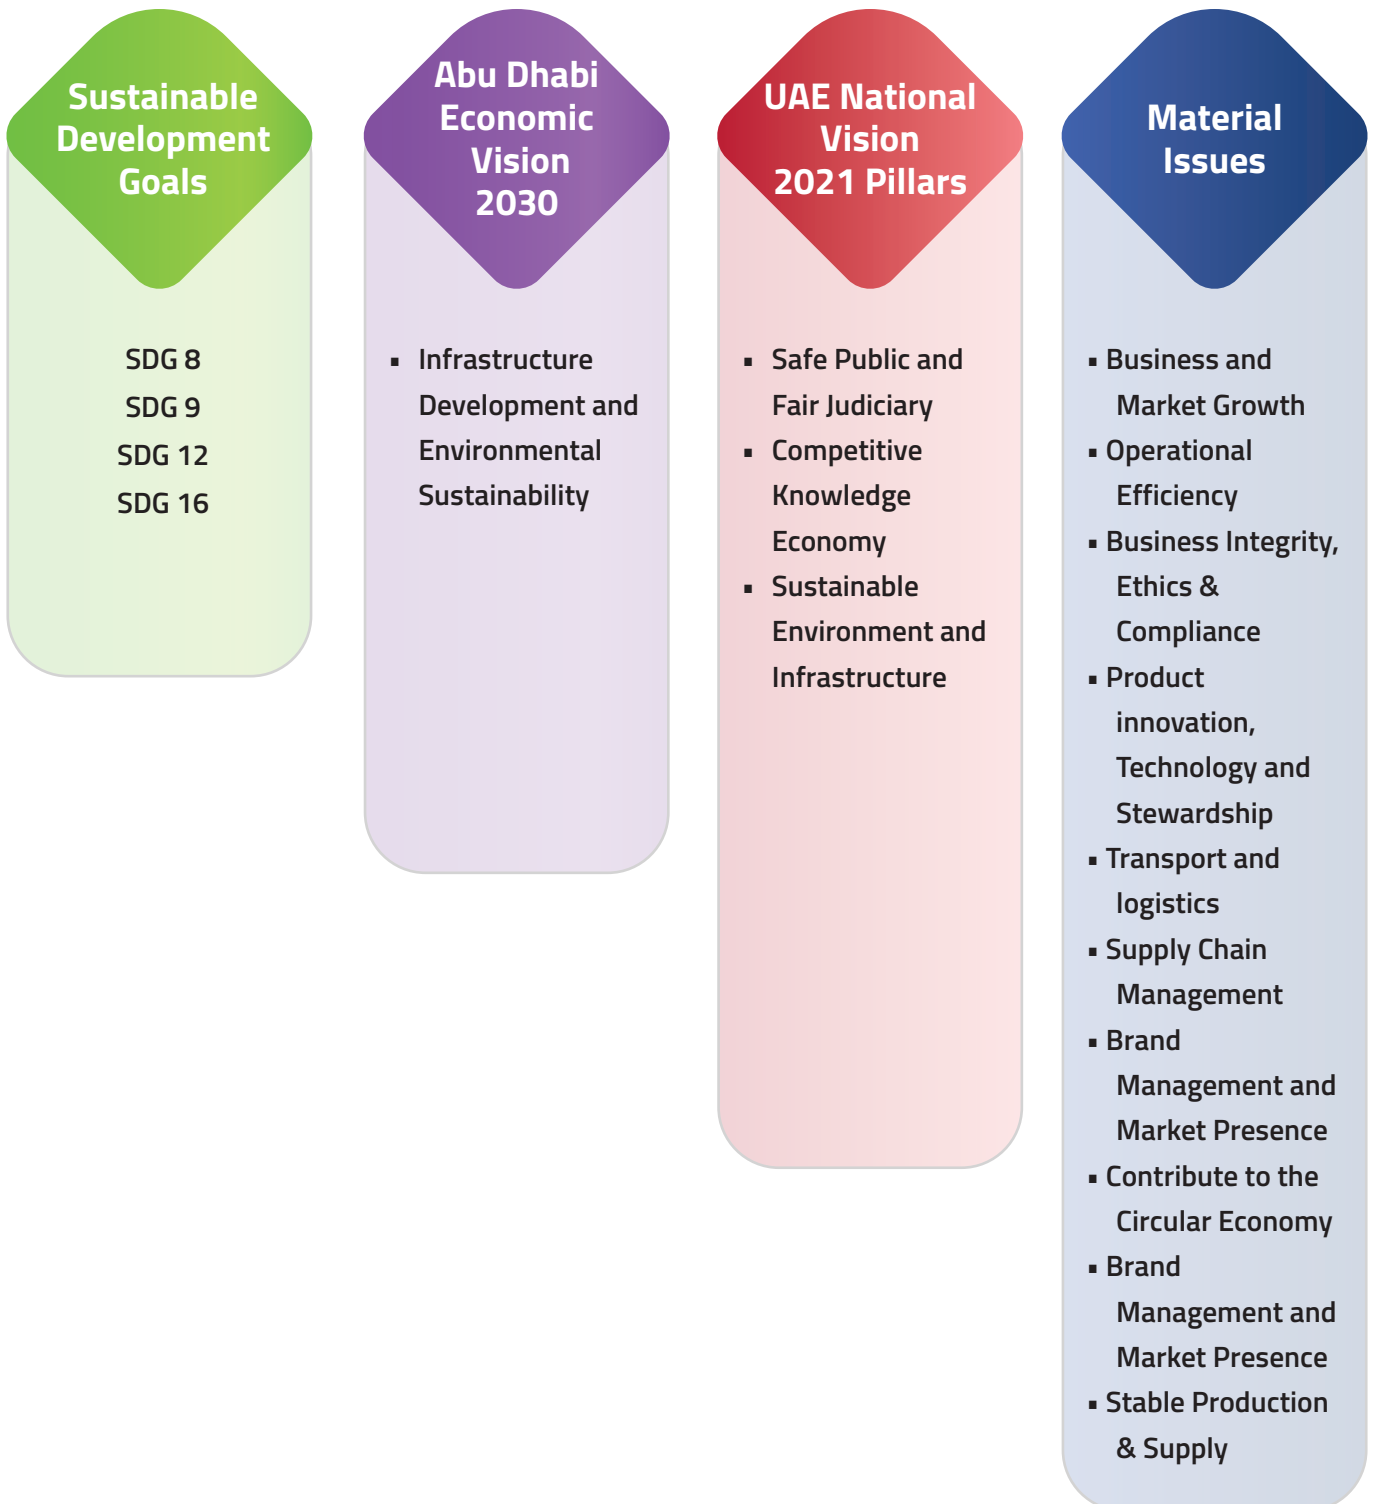 Sustainable
Development
Goals
SDG 8
SDG 9
SDG 12
SDG 16
Abu Dhabi
Economic
Vision
2030
▪ Infrastructure
Development and
Environmental
Sustainability
UAE National
Vision
2021 Pillars
▪ Safe Public and
Fair Judiciary
▪ Competitive
Knowledge
Economy
▪ Sustainable
Environment and
Infrastructure
Material
Issues
▪ Business and
Market Growth
▪ Operational
Efficiency
▪ Business Integrity,
Ethics &
Compliance
▪ Product
innovation,
Technology and
Stewardship
▪ Transport and
logistics
▪ Supply Chain
Management
▪ Brand
Management and
Market Presence
▪ Contribute to the
Circular Economy
▪ Brand
Management and
Market Presence
▪ Stable Production
& Supply